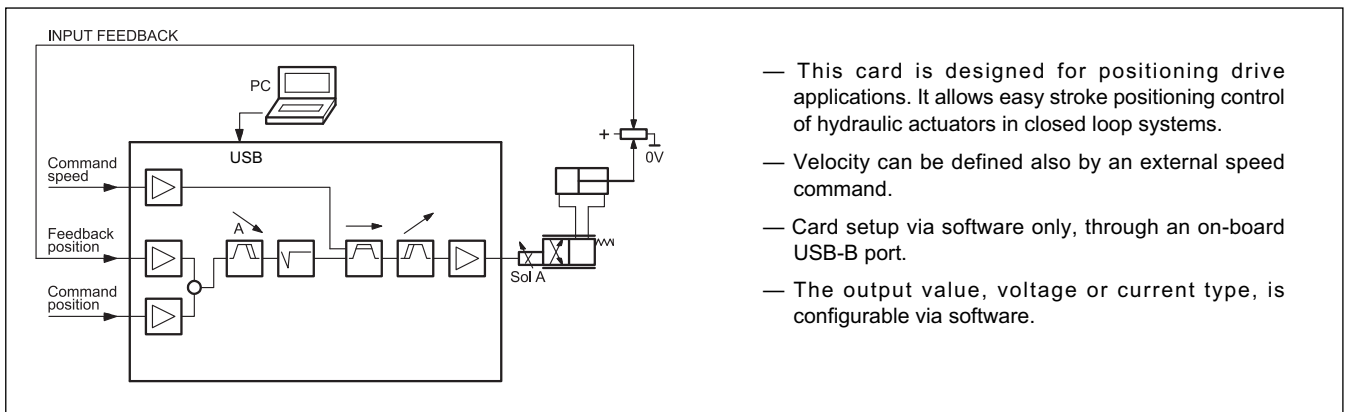 INPUT FEEDBACK
PC
USB
Command
speed
Feedback
position
Command
position
A
Sol A
+
0V
— This card is designed for positioning drive
applications. It allows easy stroke positioning control
of hydraulic actuators in closed loop systems.
— Velocity can be defined also by an external speed
command.
— Card setup via software only, through an on-board
USB-B port.
— The output value, voltage or current type, is
configurable via software.